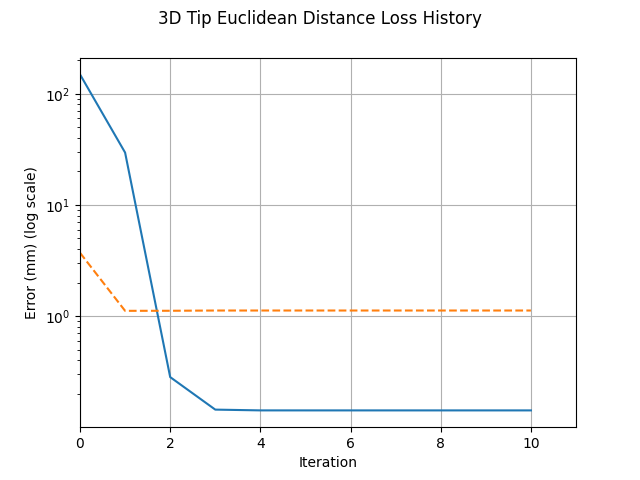 3D Tip Euclidean Distance Loss History
Error (mm) (log scale)
10²
10¹
10⁰
0 2 4 6 8 10
Iteration